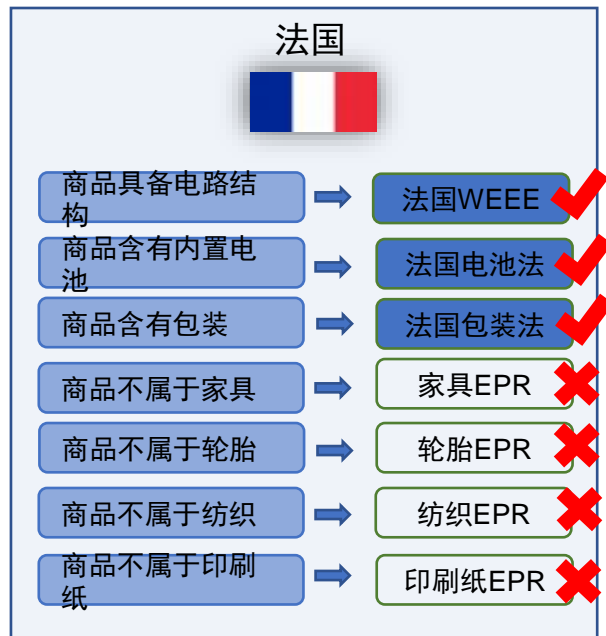 法国
商品具备电路结
构
法国WEEE
商品含有内置电
池
法国电池法
商品含有包装
法国包装法
商品不属于家具
家具EPR
商品不属于轮胎
轮胎EPR
商品不属于纺织
纺织EPR
商品不属于印刷
纸
印刷纸EPR